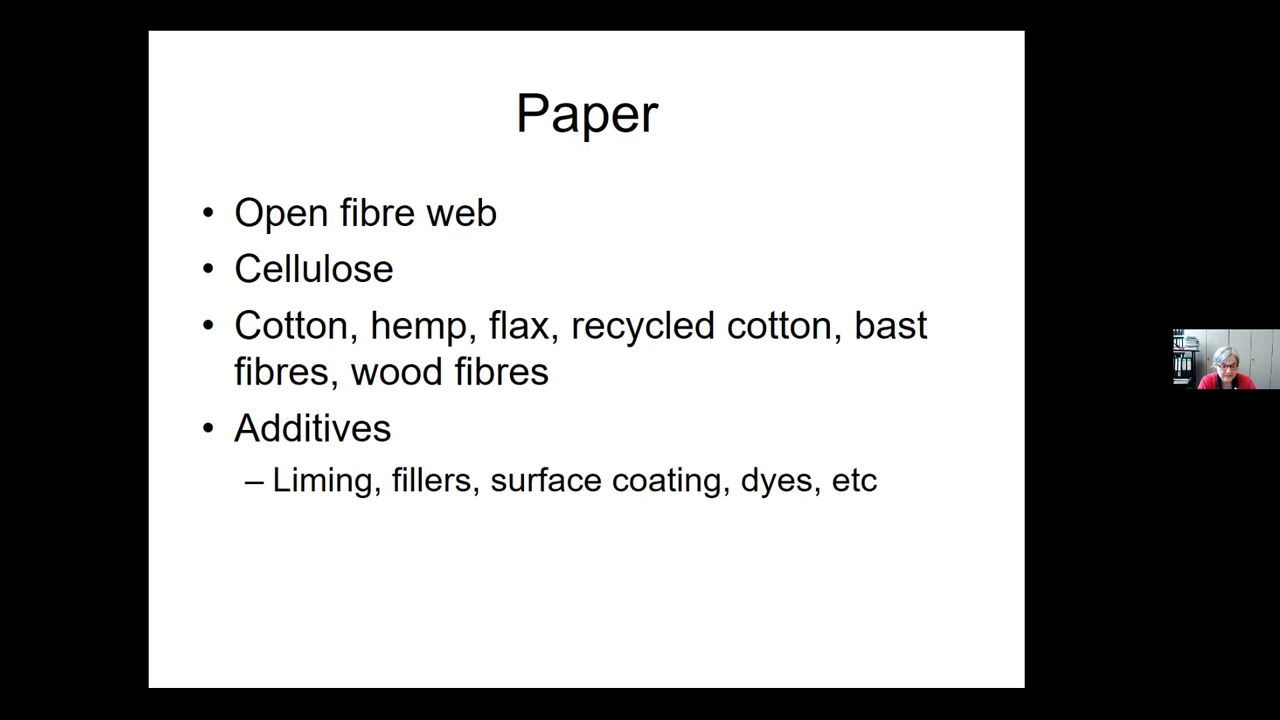 Paper
• Open fibre web
• Cellulose
• Cotton, hemp, flax, recycled cotton, bast
fibres, wood fibres
• Additives
– Liming, fillers, surface coating, dyes, etc